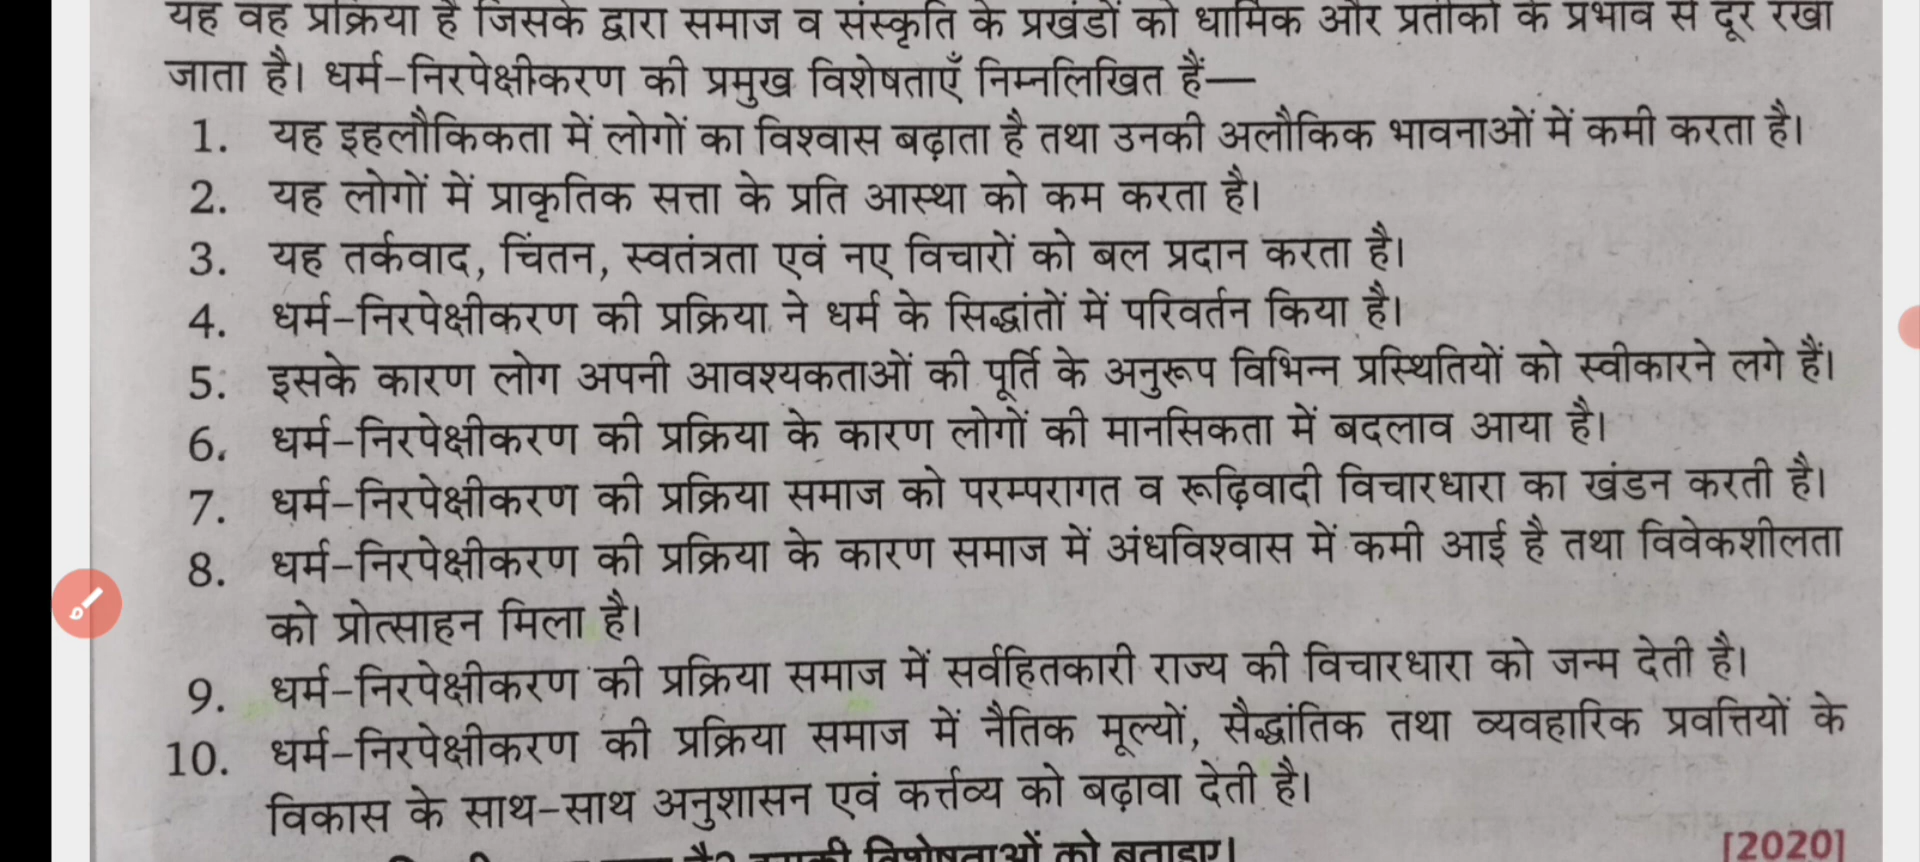 यह वह प्रक्रिया है जिसके द्वारा समाज व संस्कृति के प्रखंडों को धार्मिक और प्रतीकों के प्रभाव से दूर रखा
जाता है। धर्म-निरपेक्षीकरण की प्रमुख विशेषताएँ निम्नलिखित हैं—
1. यह इहलौकिकता में लोगों का विश्वास बढ़ाता है तथा उनकी अलौकिक भावनाओं में कमी करता है।
2. यह लोगों में प्राकृतिक सत्ता के प्रति आस्था को कम करता है।
3. यह तर्कवाद, चिंतन, स्वतंत्रता एवं नए विचारों को बल प्रदान करता है।
4. धर्म-निरपेक्षीकरण की प्रक्रिया ने धर्म के सिद्धांतों में परिवर्तन किया है।
5. इसके कारण लोग अपनी आवश्यकताओं की पूर्ति के अनुरूप विभिन्न प्रस्थितियों को स्वीकारने लगे हैं।
6. धर्म-निरपेक्षीकरण की प्रक्रिया के कारण लोगों की मानसिकता में बदलाव आया है।
7. धर्म-निरपेक्षीकरण की प्रक्रिया समाज को परम्परागत व रूढ़िवादी विचारधारा का खंडन करती है।
8. धर्म-निरपेक्षीकरण की प्रक्रिया के कारण समाज में अंधविश्वास में कमी आई है तथा विवेकशीलता
को प्रोत्साहन मिला है।
9. धर्म-निरपेक्षीकरण की प्रक्रिया समाज में सर्वहितकारी राज्य की विचारधारा को जन्म देती है।
10. धर्म-निरपेक्षीकरण की प्रक्रिया समाज में नैतिक मूल्यों, सैद्धांतिक तथा व्यवहारिक प्रवत्तियों के
विकास के साथ-साथ अनुशासन एवं कर्त्तव्य को बढ़ावा देती है।
है? विशेषताओं को बताइए। [2020]